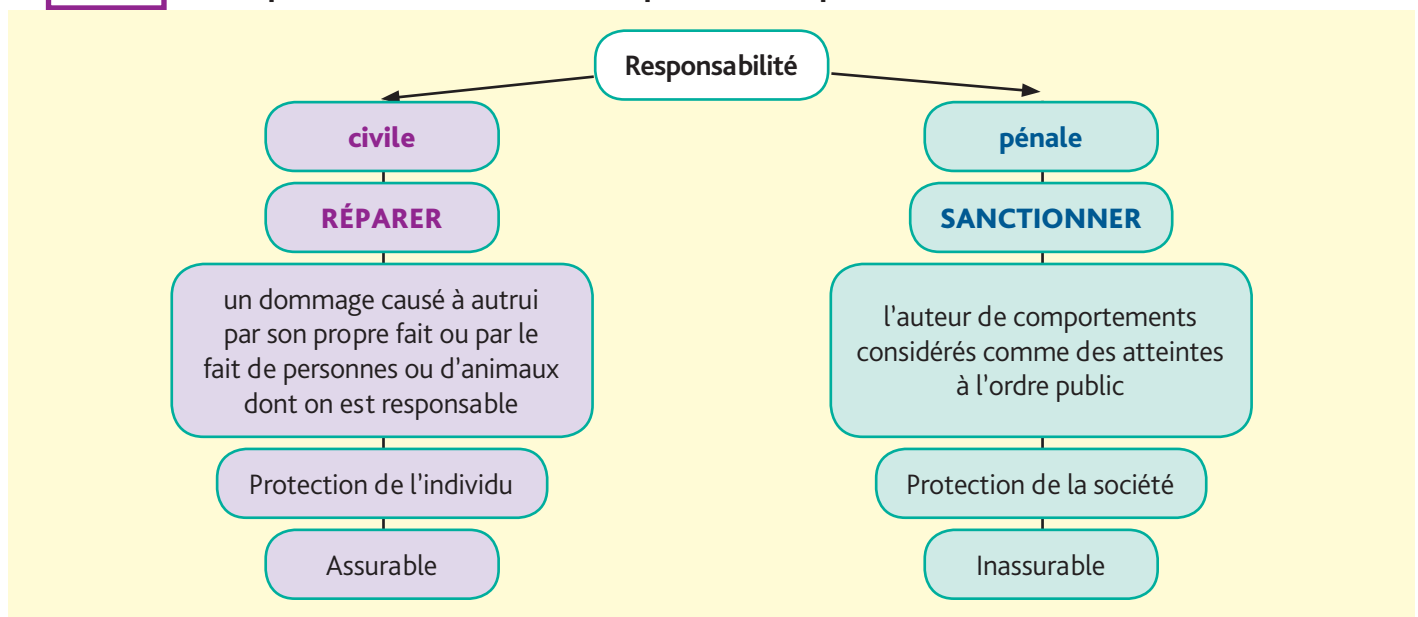 Responsabilité
civile
RÉPARER
un dommage causé à autrui
par son propre fait ou par le
fait de personnes ou d'animaux
dont on est responsable
Protection de l'individu
Assurable
pénale
SANCTIONNER
l'auteur de comportements
considérés comme des atteintes
à l'ordre public
Protection de la société
Inassurable